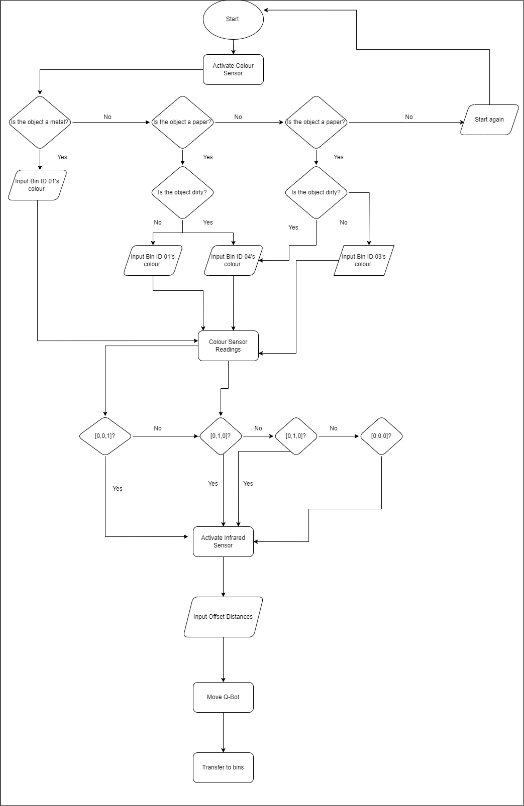 Start
Activate Colour
Sensor
Is the object a metal?
No
Is the object a paper?
No
Is the object a paper?
No
Start again
Yes
Yes
Yes
Input Bin ID 01's
colour
Is the object dirty?
Is the object dirty?
No
Yes
Yes
No
Input Bin ID 01's
colour
Input Bin ID 04's
colour
Input Bin ID 03's
colour
Colour Sensor
Readings
[0,0,1]?
No
[0,1,0]?
No
[0,1,0]?
No
[0,0,0]?
Yes
Yes
Yes
Activate Infrared
Sensor
Input Offset Distances
Move Q-Bot
Transfer to bins